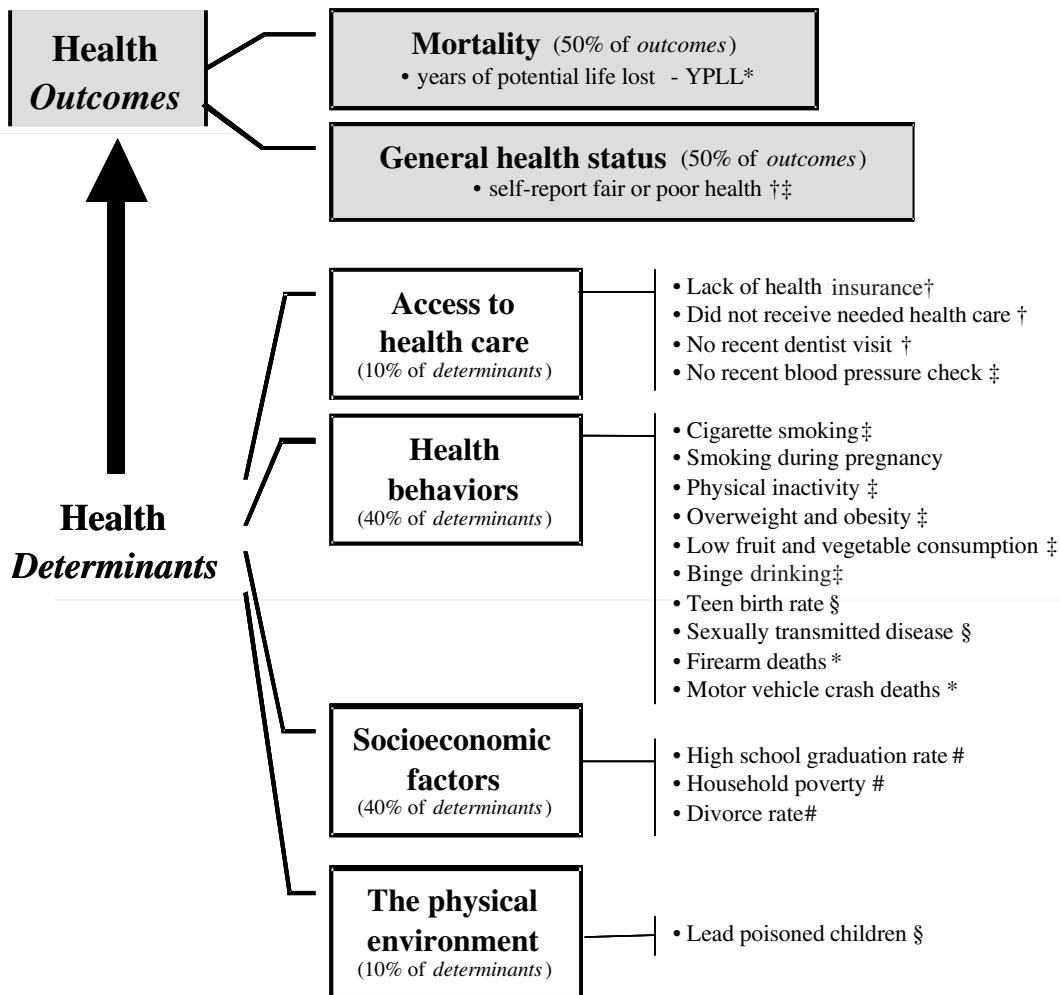 Health
Outcomes
Mortality (50% of outcomes)
• years of potential life lost - YPLL*
General health status (50% of outcomes)
• self-report fair or poor health †‡
Access to
health care
(10% of determinants)
• Lack of health insurance†
• Did not receive needed health care †
• No recent dentist visit †
• No recent blood pressure check ‡
Health
behaviors
(40% of determinants)
• Cigarette smoking‡
• Smoking during pregnancy
• Physical inactivity ‡
• Overweight and obesity ‡
• Low fruit and vegetable consumption ‡
• Binge drinking‡
• Teen birth rate §
• Sexually transmitted disease §
• Firearm deaths *
• Motor vehicle crash deaths *
Health
Determinants
Socioeconomic
factors
(40% of determinants)
• High school graduation rate #
• Household poverty #
• Divorce rate#
The physical
environment
(10% of determinants)
• Lead poisoned children §